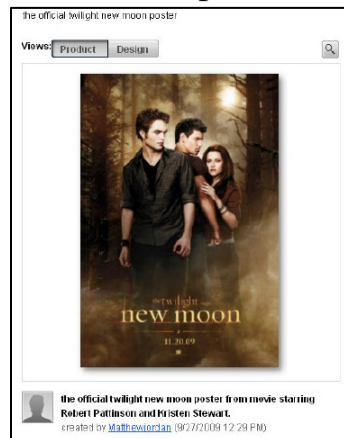 the official twilight new moon poster
Views: Product Design
the twilight saga
new moon
11.20.09
the official twilight new moon poster from movie starring
Robert Pattinson and Kristen Stewart.
created by Matthewjordan (9/27/2009 12:29 PM)